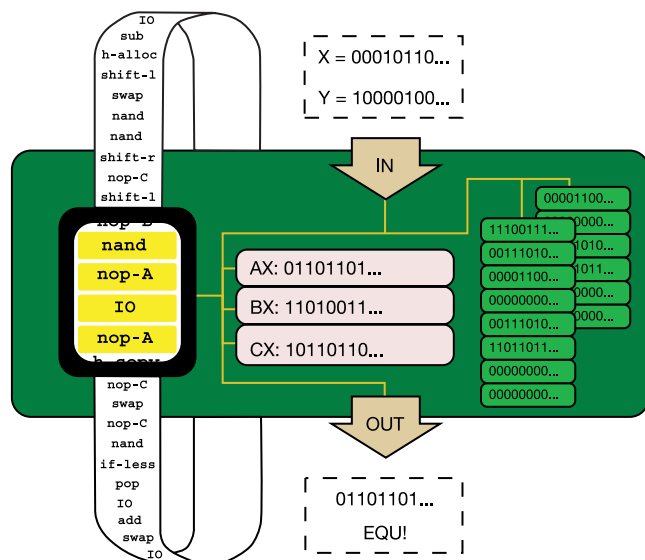 IO
sub
h-alloc
shift-l
swap
nand
nand
shift-r
nop-C
shift-l
nand
nop-A
IO
nop-A
nop-C
swap
nop-C
nand
if-less
pop
IO
add
swap
IO
X = 00010110...
Y = 10000100...
IN
AX: 01101101...
BX: 11010011...
CX: 10110110...
OUT
01101101...
EQU!
11100111...
00111010...
00001100...
00000000...
00111010...
11011011...
00000000...
00000000...
00001100...